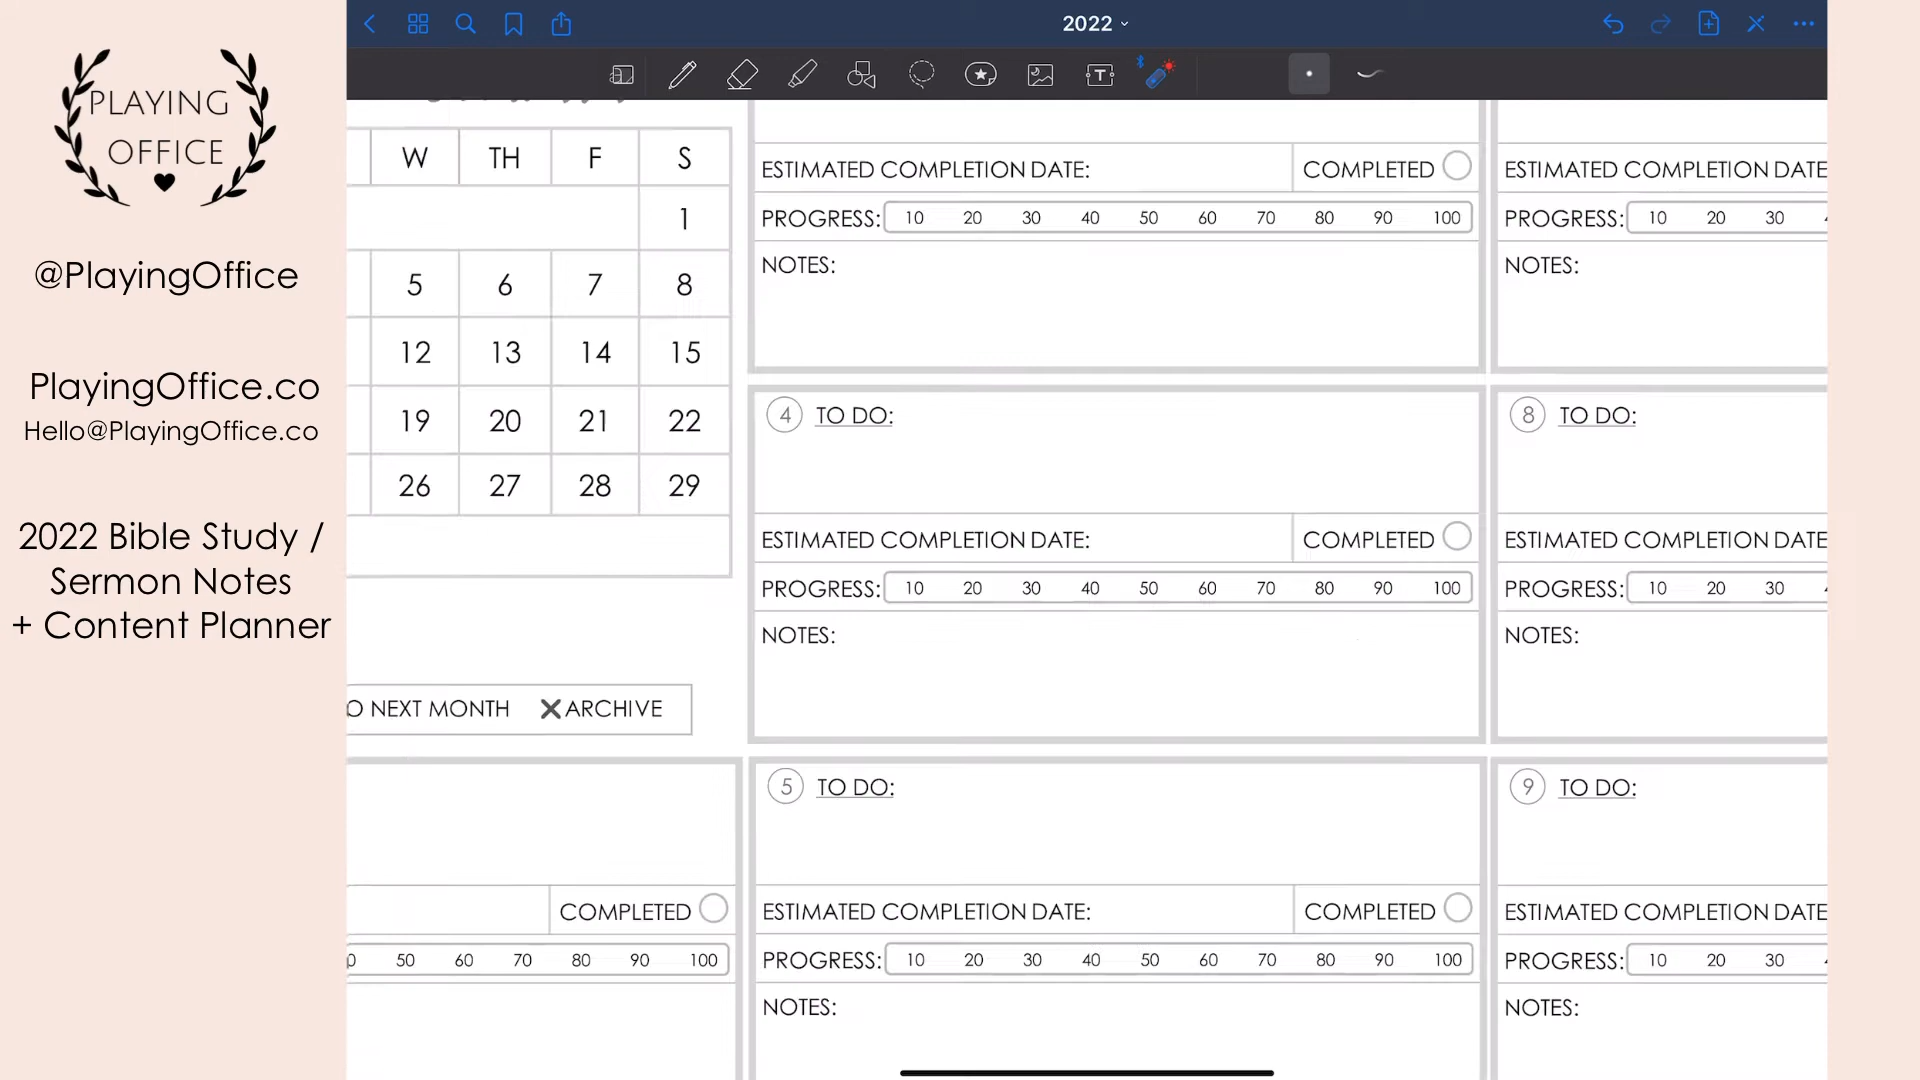 PLAYING
OFFICE
@PlayingOffice
PlayingOffice.co
Hello@PlayingOffice.co
2022 Bible Study /
Sermon Notes
+ Content Planner
2022
W TH F S
1
5 6 7 8
12 13 14 15
19 20 21 22
26 27 28 29
O NEXT MONTH ARCHIVE
COMPLETED
50 60 70 80 90 100
ESTIMATED COMPLETION DATE: COMPLETED
PROGRESS: 10 20 30 40 50 60 70 80 90 100
NOTES:
4 TO DO:
ESTIMATED COMPLETION DATE: COMPLETED
PROGRESS: 10 20 30 40 50 60 70 80 90 100
NOTES:
5 TO DO:
ESTIMATED COMPLETION DATE: COMPLETED
PROGRESS: 10 20 30 40 50 60 70 80 90 100
NOTES:
ESTIMATED COMPLETION DATE
PROGRESS: 10 20 30
NOTES:
8 TO DO:
ESTIMATED COMPLETION DATE
PROGRESS: 10 20 30
NOTES:
9 TO DO:
ESTIMATED COMPLETION DATE
PROGRESS: 10 20 30
NOTES: